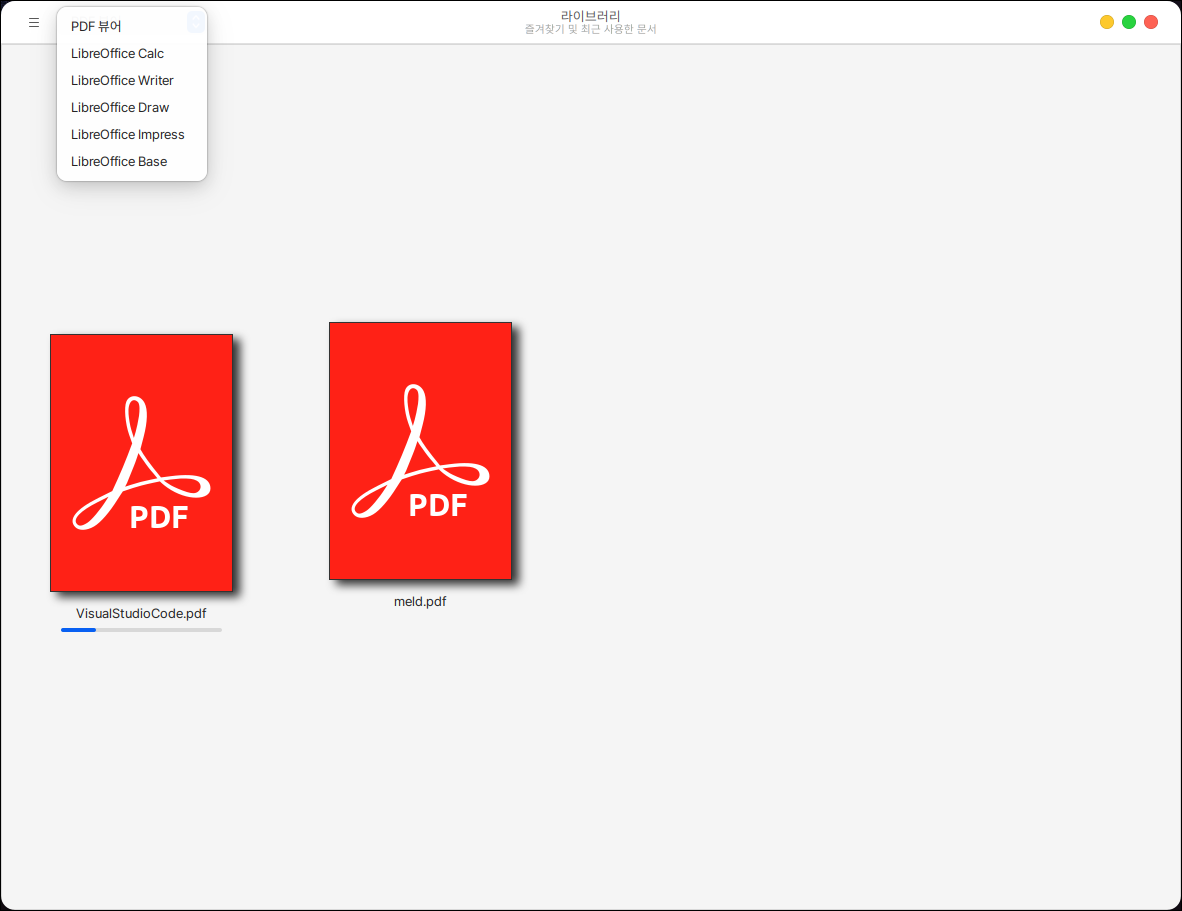 PDF 뷰어
LibreOffice Calc
LibreOffice Writer
LibreOffice Draw
LibreOffice Impress
LibreOffice Base
라이브러리
즐겨찾기 및 최근 사용한 문서
PDF
VisualStudioCode.pdf
PDF
meld.pdf